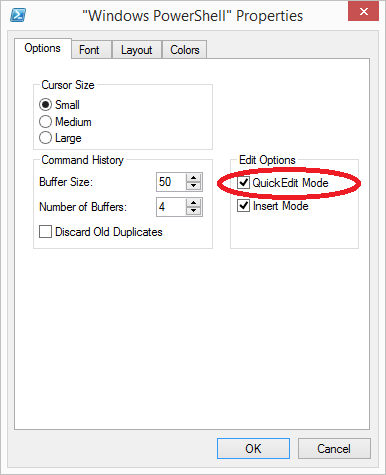 "Windows PowerShell" Properties
Options Font Layout Colors
Cursor Size
Small
Medium
Large
Command History
Buffer Size: 50
Number of Buffers: 4
Discard Old Duplicates
Edit Options
QuickEdit Mode
Insert Mode
OK Cancel